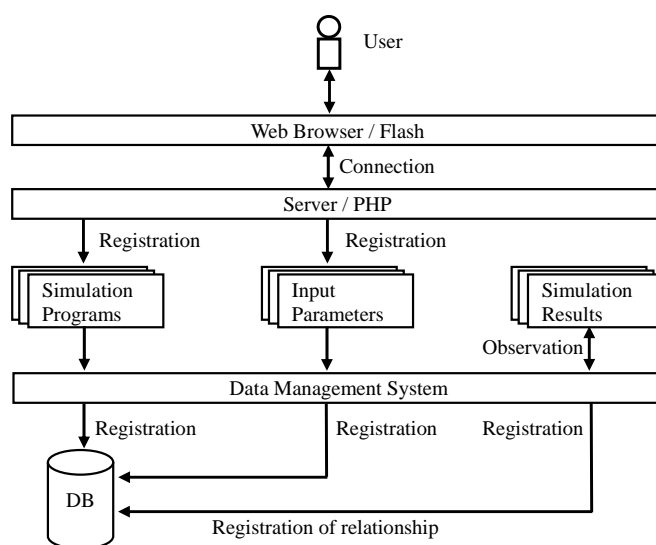 User
Web Browser / Flash
Connection
Server / PHP
Registration
Registration
Simulation
Programs
Input
Parameters
Simulation
Results
Observation
Data Management System
Registration
Registration
Registration
DB
Registration of relationship